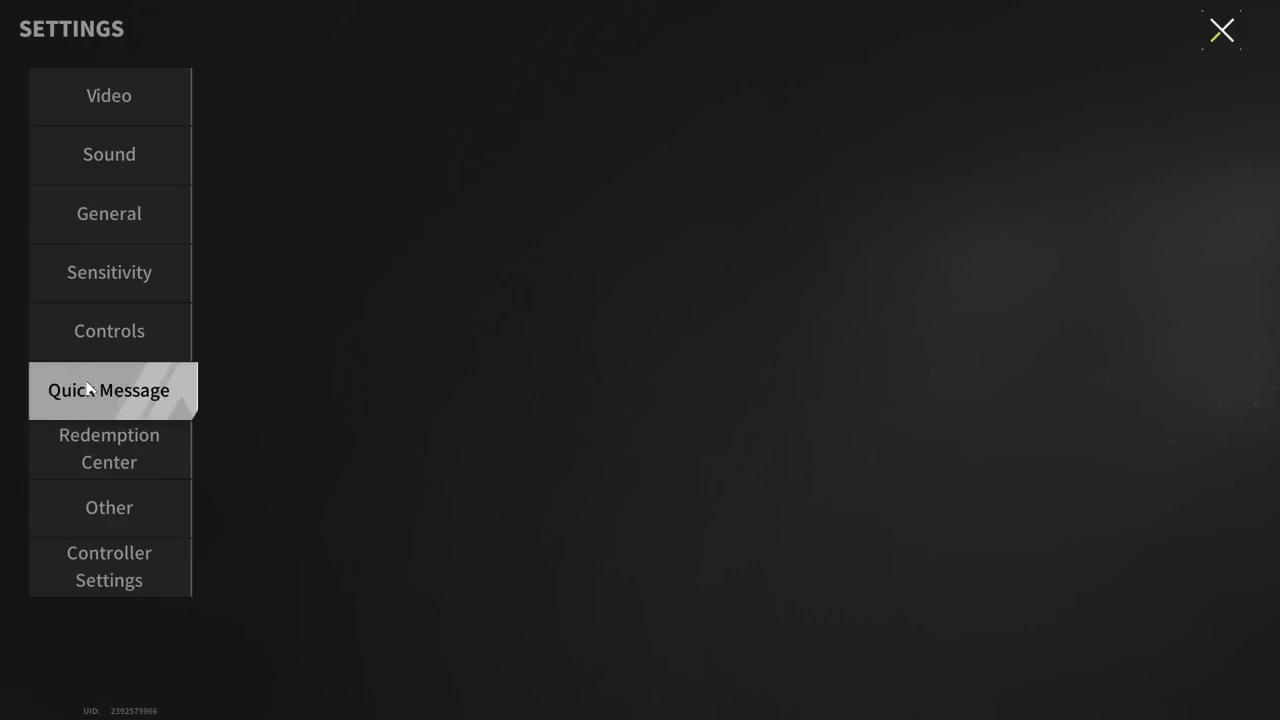 SETTINGS
Video
Sound
General
Sensitivity
Controls
Quick Message
Redemption
Center
Other
Controller
Settings
UID: 2392579966